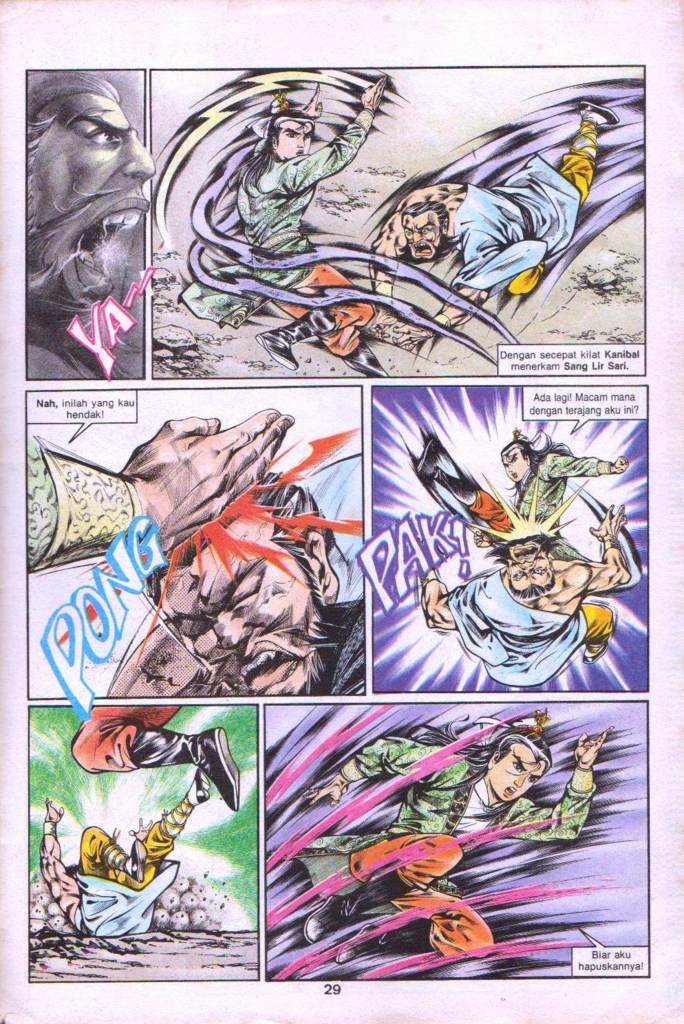 YA~
Dengan secepat kilat Kanibal
menerkam Sang Lir Sari.
Nah, inilah yang kau
hendak!
PONG
Ada lagi! Macam mana
dengan terajang aku ini?
PAK!
Biar aku
hapuskannya!
29